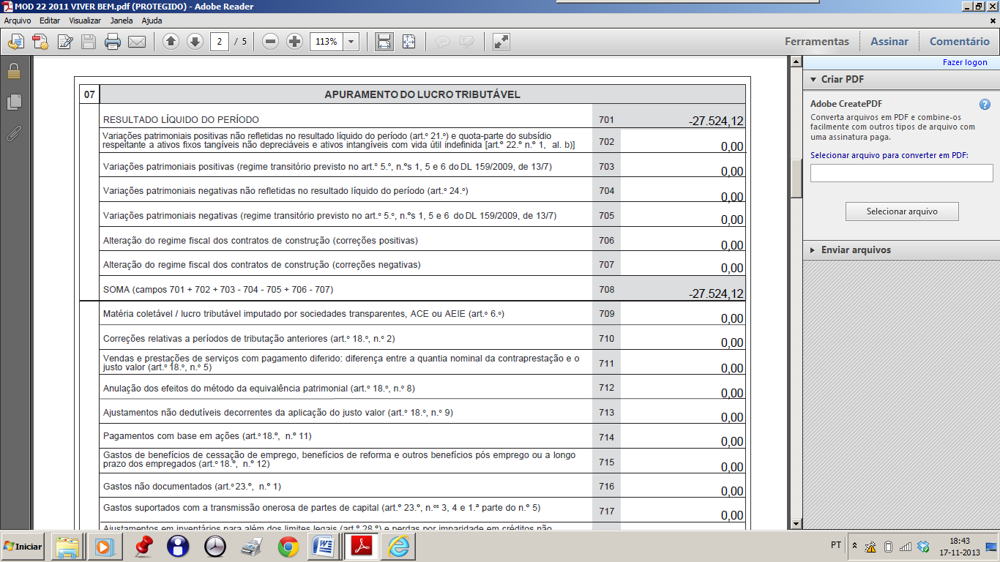 MOD 22 2011 VIVER BEM.pdf (PROTEGIDO) - Adobe Reader
Arquivo Editar Visualizar Janela Ajuda
2 / 5 113% Ferramentas Assinar Comentário
Fazer logon
Criar PDF
Adobe CreatePDF
Converta arquivos em PDF e combine-os
facilmente com outros tipos de arquivo com
uma assinatura paga.
Selecionar arquivo para converter em PDF:
Selecionar arquivo
Enviar arquivos
07 APURAMENTO DO LUCRO TRIBUTÁVEL
RESULTADO LÍQUIDO DO PERÍODO 701 -27.524,12
Variações patrimoniais positivas não refletidas no resultado líquido do período (art.º 21.º) e quota-parte do subsídio
respeitante a ativos fixos tangíveis não depreciáveis e ativos intangíveis com vida útil indefinida [art.º 22.º n.º 1, al. b)] 702 0,00
Variações patrimoniais positivas (regime transitório previsto no art.º 5.º, n.ºs 1, 5 e 6 do DL 159/2009, de 13/7) 703 0,00
Variações patrimoniais negativas não refletidas no resultado líquido do período (art.º 24.º) 704 0,00
Variações patrimoniais negativas (regime transitório previsto no art.º 5.º, n.ºs 1, 5 e 6 do DL 159/2009, de 13/7) 705 0,00
Alteração do regime fiscal dos contratos de construção (correções positivas) 706 0,00
Alteração do regime fiscal dos contratos de construção (correções negativas) 707 0,00
SOMA (campos 701 + 702 + 703 - 704 - 705 + 706 - 707) 708 -27.524,12
Matéria coletável / lucro tributável imputado por sociedades transparentes, ACE ou AEIE (art.º 6.º) 709 0,00
Correções relativas a períodos de tributação anteriores (art.º 18.º, n.º 2) 710 0,00
Vendas e prestações de serviços com pagamento diferido: diferença entre a quantia nominal da contraprestação e o
justo valor (art.º 18.º, n.º 5) 711 0,00
Anulação dos efeitos do método da equivalência patrimonial (art.º 18.º, n.º 8) 712 0,00
Ajustamentos não dedutíveis decorrentes da aplicação do justo valor (art.º 18.º, n.º 9) 713 0,00
Pagamentos com base em ações (art.º 18.º, n.º 11) 714 0,00
Gastos de benefícios de cessação de emprego, benefícios de reforma e outros benefícios pós emprego ou a longo
prazo dos empregados (art.º 18.º, n.º 12) 715 0,00
Gastos não documentados (art.º 23.º, n.º 1) 716 0,00
Gastos suportados com a transmissão onerosa de partes de capital (art.º 23.º, n.ºs 3, 4 e 1.ª parte do n.º 5) 717 0,00
Ajustamentos em inventários para além dos limites legais (art.º 28.º) e perdas por imparidade em créditos não
Iniciar PT 18:43
17-11-2013